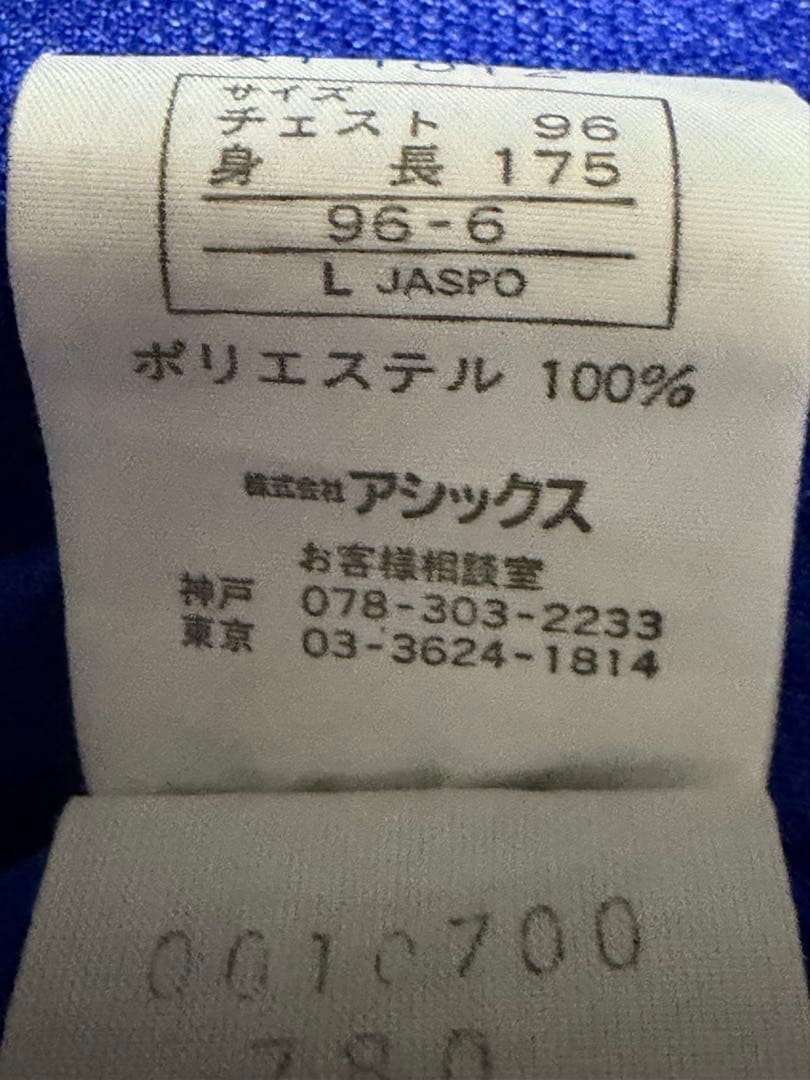 サイズ
チェスト 96
身長 175
96-6
L JASPO
ポリエステル 100%
株式会社アシックス
お客様相談室
神戸 078-303-2233
東京 03-3624-1814
0010700
780